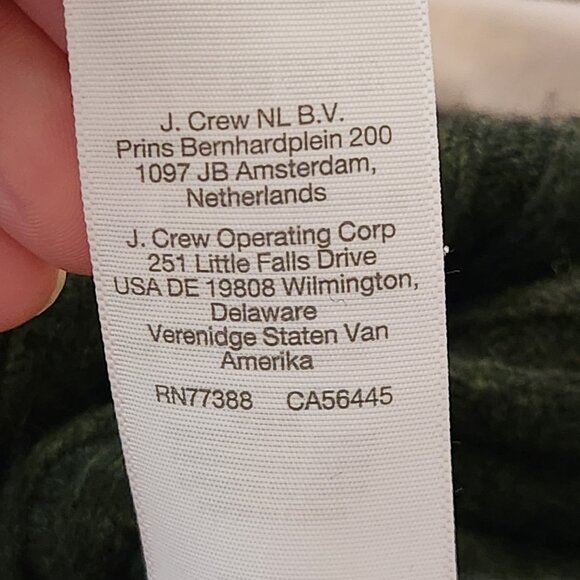 J. Crew NL B.V.
Prins Bernhardplein 200
1097 JB Amsterdam,
Netherlands
J. Crew Operating Corp
251 Little Falls Drive
USA DE 19808 Wilmington,
Delaware
Verenidge Staten Van
Amerika
RN77388 CA56445